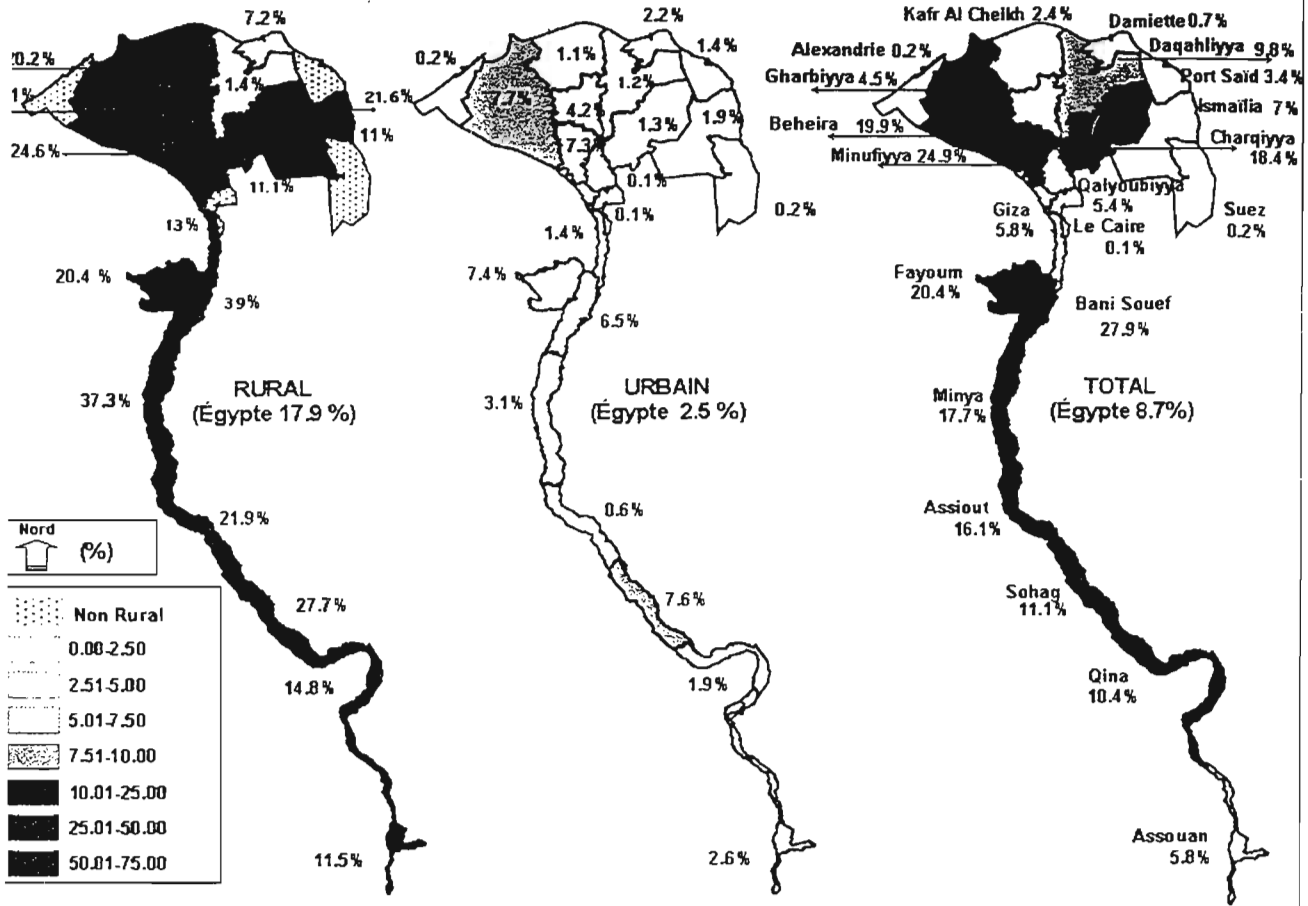 7.2%
20.2%
1%
1.4%
21.6%
11%
24.6%
11.1%
13%
20.4%
39%
RURAL
(Égypte 17.9 %)
37.3%
21.9%
27.7%
14.8%
11.5%
Nord
(%)
Non Rural
0.00-2.50
2.51-5.00
5.01-7.50
7.51-10.00
10.01-25.00
25.01-50.00
50.01-75.00
2.2%
0.2%
1.1%
1.4%
7.7%
1.2%
4.2%
1.3%
1.9%
7.3%
0.1%
0.1%
0.2%
1.4%
7.4%
6.5%
URBAIN
(Égypte 2.5 %)
3.1%
0.6%
7.6%
1.9%
2.6%
Kafr Al Cheikh 2.4%
Damiette 0.7%
Alexandrie 0.2%
Daqahliyya 9.8%
Gharbiyya 4.5%
Port Saïd 3.4%
Ismaïlia 7%
Beheira 19.9%
Charqiyya
18.4%
Minufiyya 24.9%
Qalyoubiyya
5.4%
Giza
5.8%
Le Caire
0.1%
Suez
0.2%
Fayoum
20.4%
Bani Souef
27.9%
TOTAL
(Égypte 8.7%)
Minya
17.7%
Assiout
16.1%
Sohag
11.1%
Qina
10.4%
Assouan
5.8%